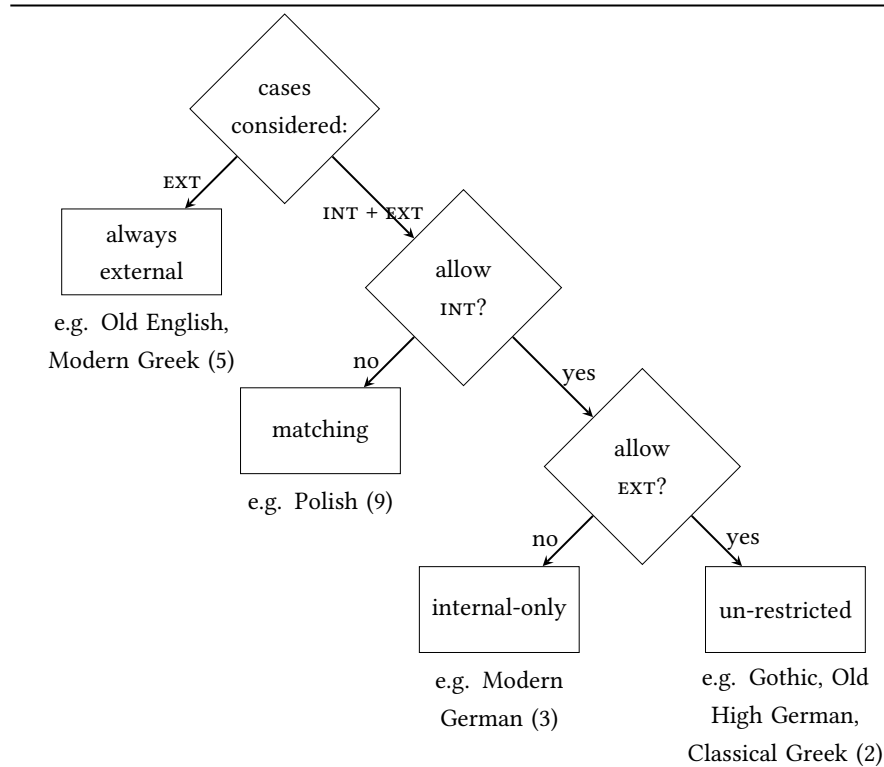 cases
considered:
EXT
INT + EXT
always
external
allow
INT?
e.g. Old English,
Modern Greek (5)
no
yes
matching
allow
EXT?
e.g. Polish (9)
no
yes
internal-only
un-restricted
e.g. Modern
German (3)
e.g. Gothic, Old
High German,
Classical Greek (2)